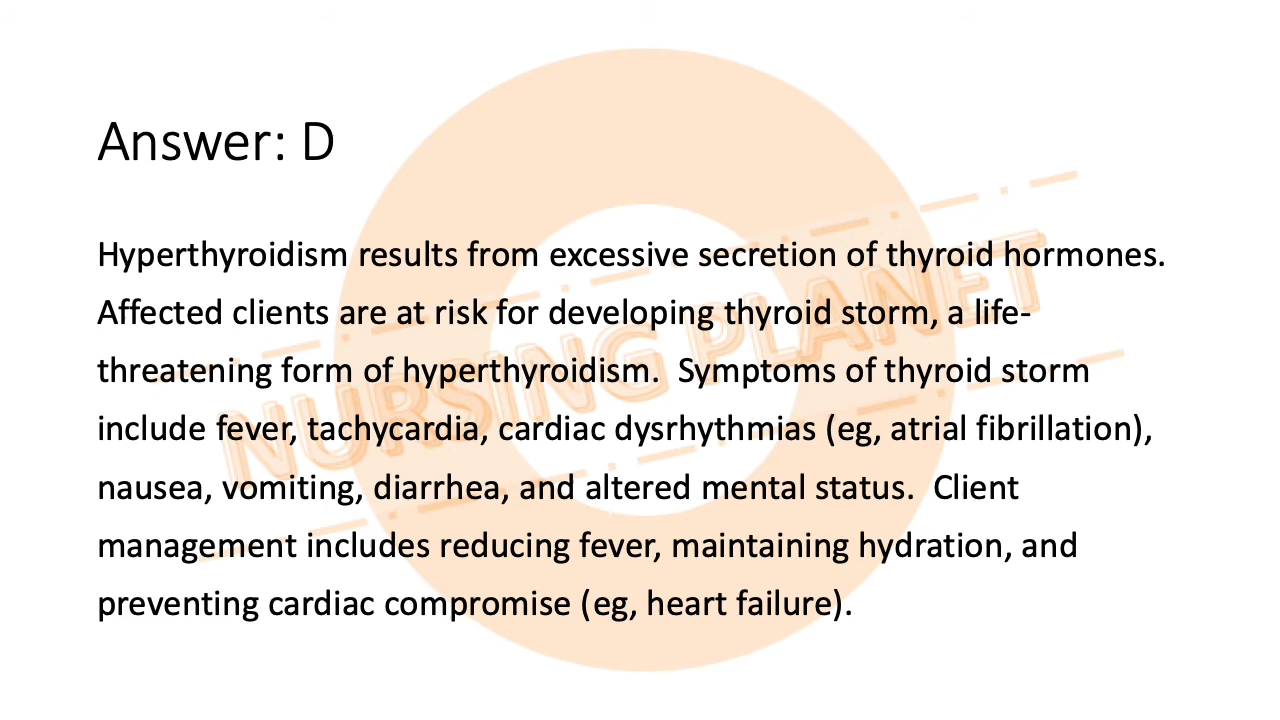 Answer: D
Hyperthyroidism results from excessive secretion of thyroid hormones.
Affected clients are at risk for developing thyroid storm, a life-
threatening form of hyperthyroidism.  Symptoms of thyroid storm
include fever, tachycardia, cardiac dysrhythmias (eg, atrial fibrillation),
nausea, vomiting, diarrhea, and altered mental status.  Client
management includes reducing fever, maintaining hydration, and
preventing cardiac compromise (eg, heart failure).
NURSING PLANET